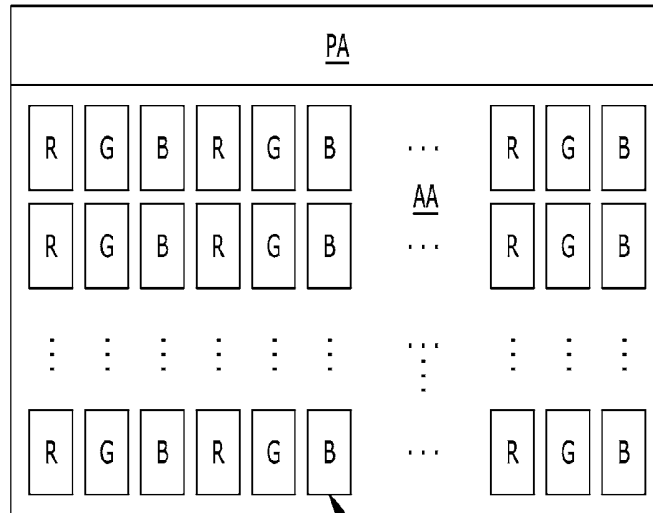 PA
R G B R G B ... R G B
AA
R G B R G B ... R G B
⋮ ⋮ ⋮ ⋮ ⋮ ⋮ ... ⋮ ⋮ ⋮ ⋮
R G B R G B ... R G B